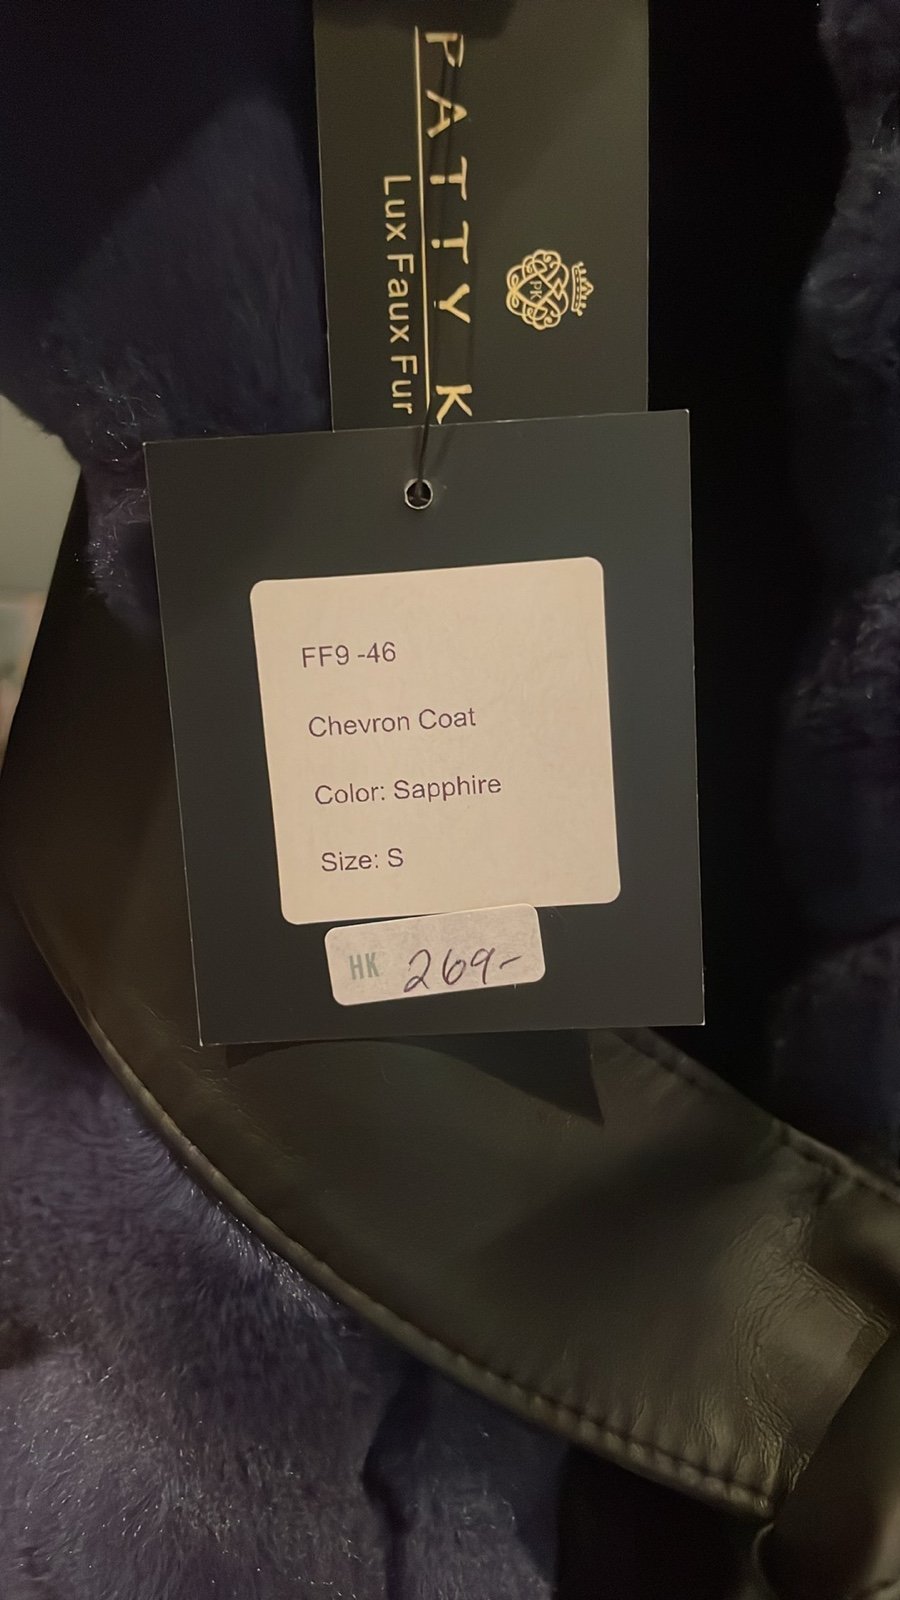 PATTY K
Lux Faux Fur
PK
FF9 -46
Chevron Coat
Color: Sapphire
Size: S
HK 269-